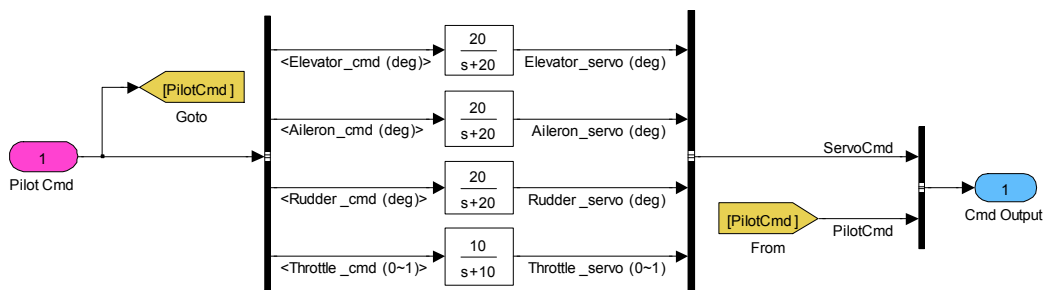 20
s+20
<Elevator_cmd (deg)>
Elevator_servo (deg)
[PilotCmd ]
Goto
20
s+20
<Aileron_cmd (deg)>
Aileron_servo (deg)
1
Pilot Cmd
ServoCmd
20
s+20
<Rudder _cmd (deg)>
Rudder _servo (deg)
1
Cmd Output
[PilotCmd ]
From
PilotCmd
10
s+10
<Throttle _cmd (0~1)>
Throttle _servo (0~1)